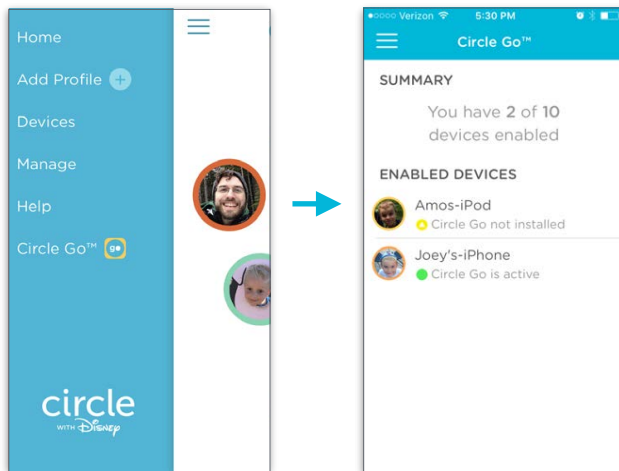 Home
Add Profile +
Devices
Manage
Help
Circle Go™ go
circle
WITH Disney
Verizon 5:30 PM
Circle Go™
SUMMARY
You have 2 of 10
devices enabled
ENABLED DEVICES
Amos-iPod
Circle Go not installed
Joey's-iPhone
Circle Go is active